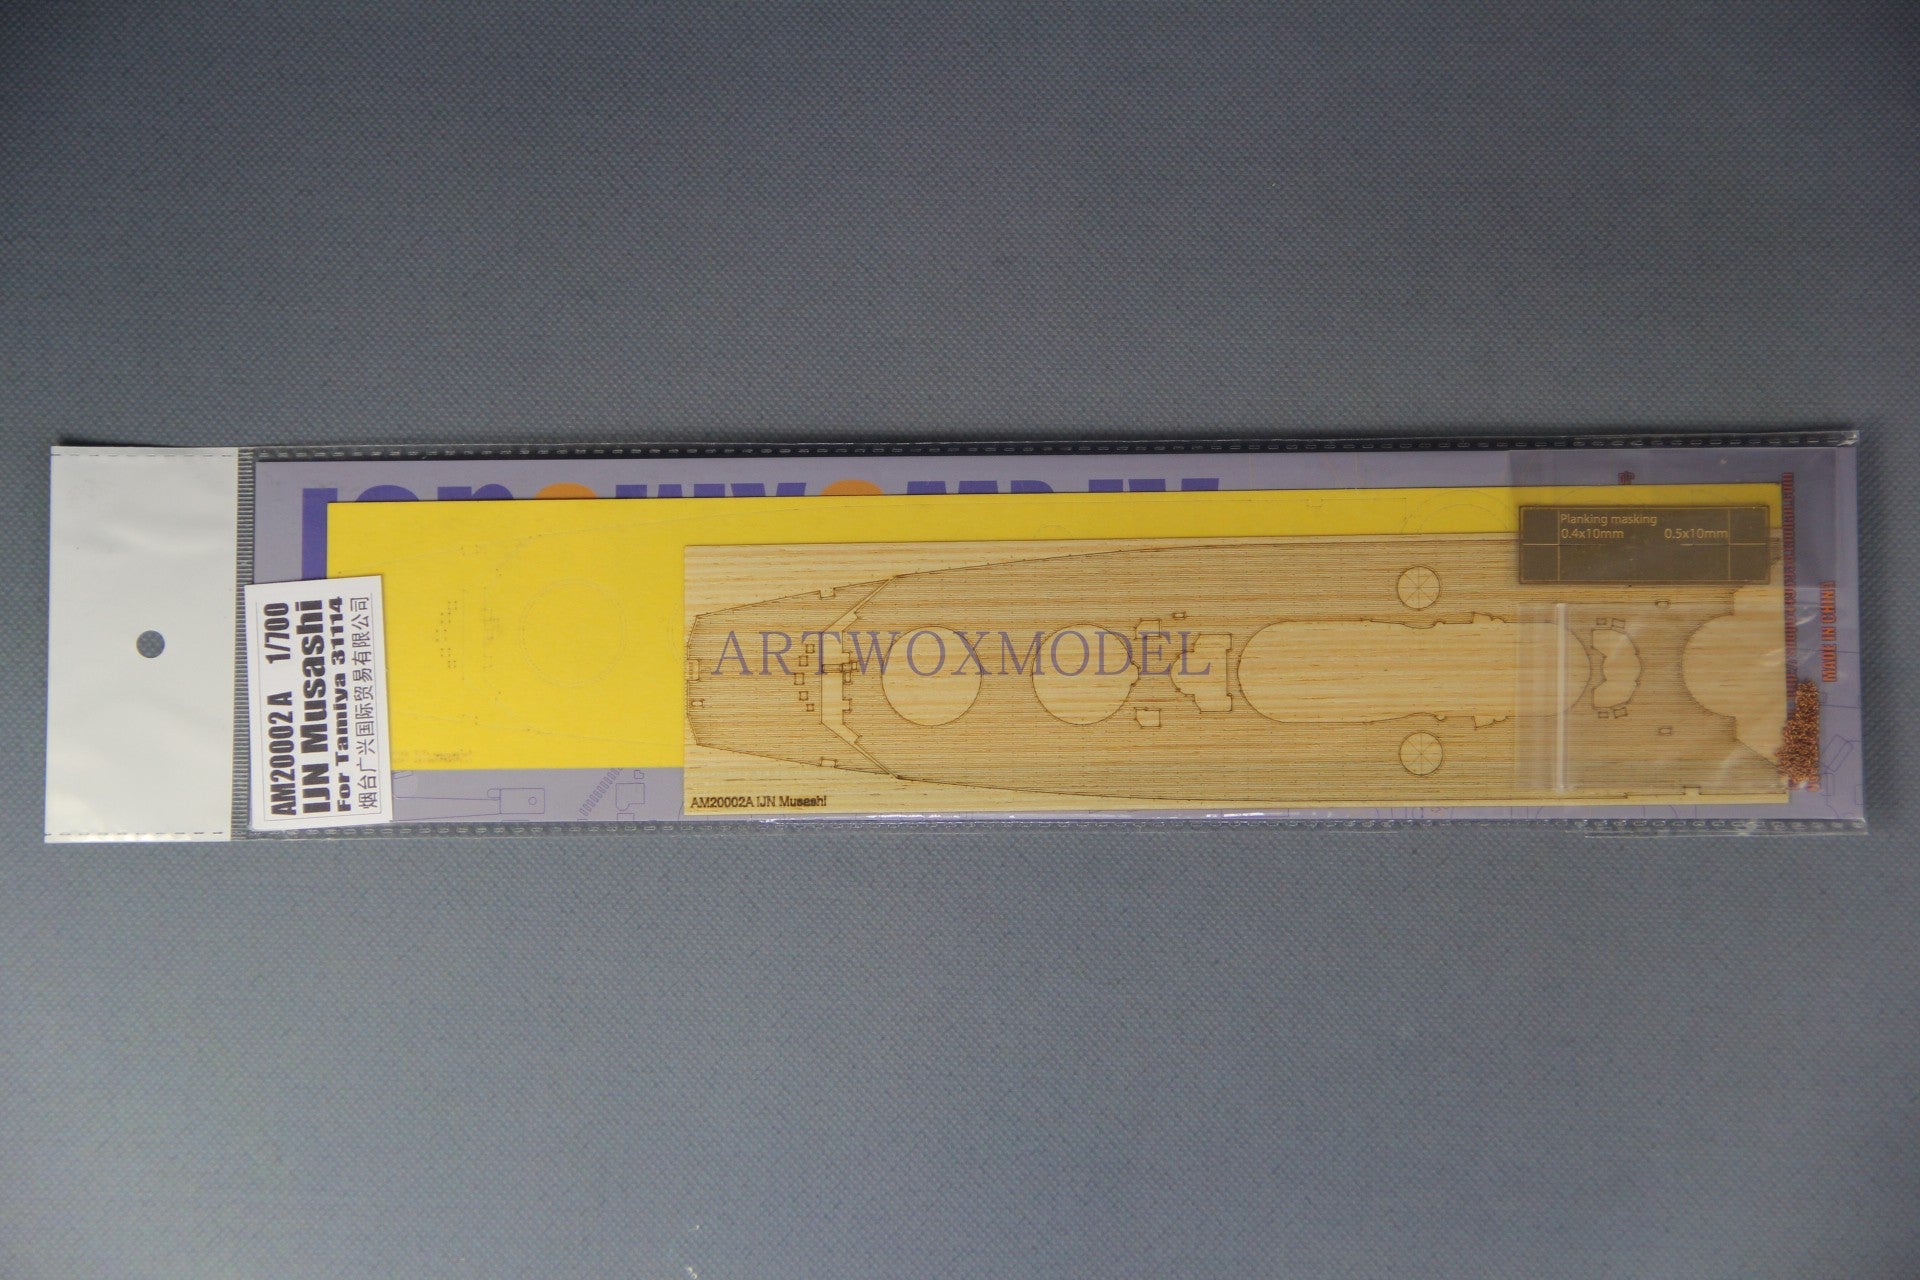 AM20002A 1/700
IJN Musashi
For Tamiya 31114
烟台广兴国际贸易有限公司
ARTWOXMODEL
AM20002A IJN Musashi
Planking masking
0.4x10mm 0.5x10mm
MADE IN CHINA